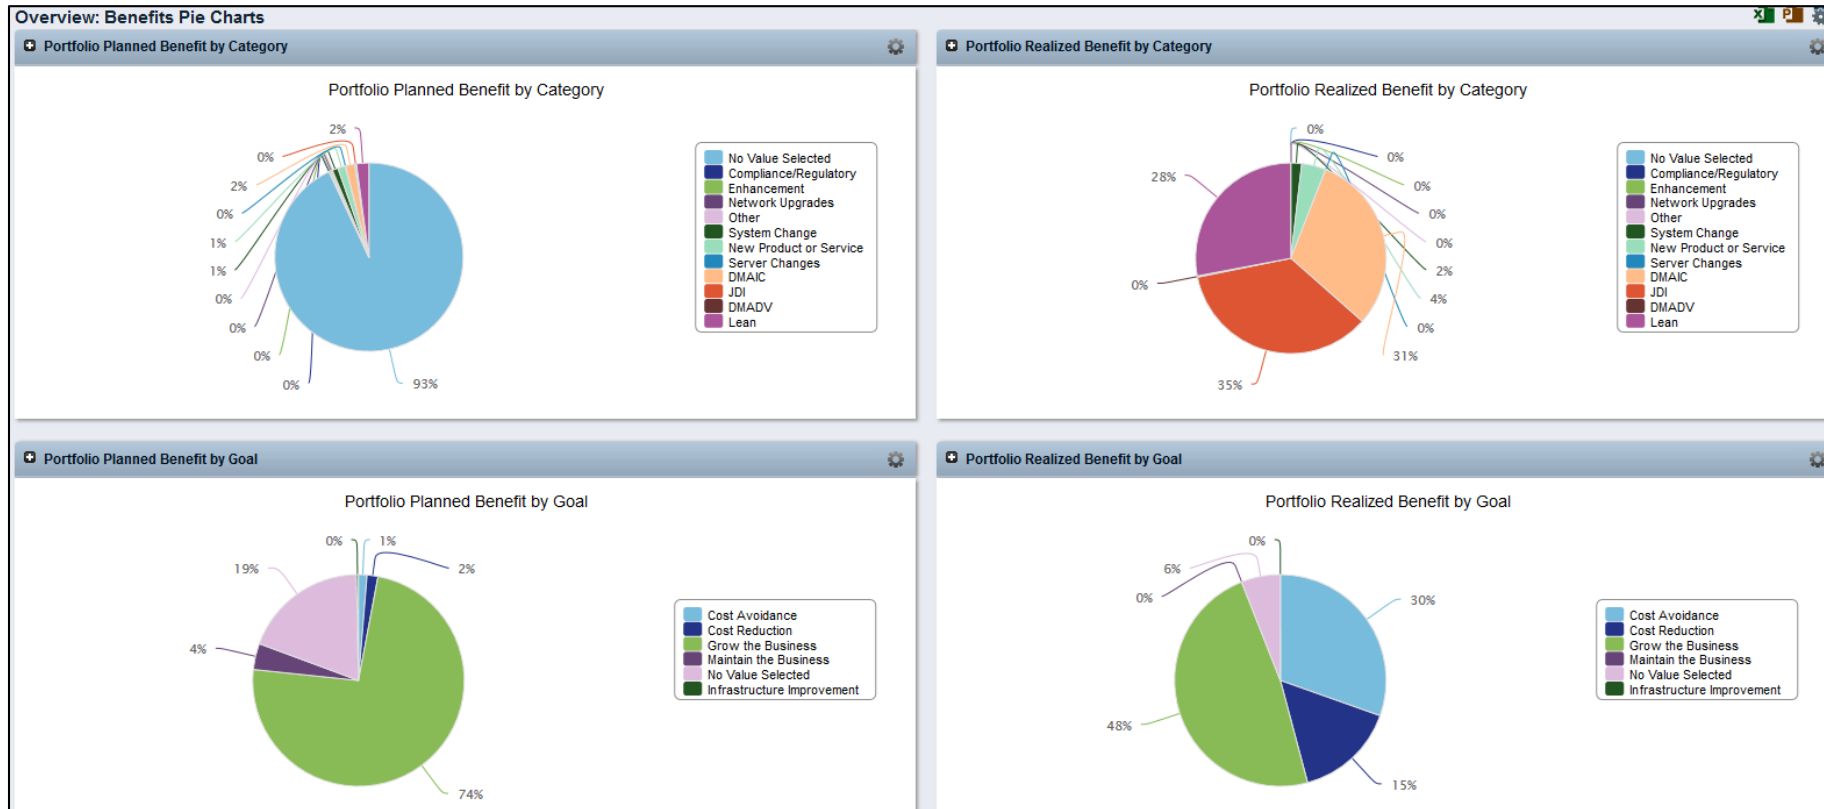 Overview: Benefits Pie Charts
Portfolio Planned Benefit by Category
Portfolio Planned Benefit by Category
2%
0%
2%
0%
1%
1%
0%
0%
0%
0%
93%
No Value Selected
Compliance/Regulatory
Enhancement
Network Upgrades
Other
System Change
New Product or Service
Server Changes
DMAIC
JDI
DMADV
Lean
Portfolio Realized Benefit by Category
Portfolio Realized Benefit by Category
0%
0%
0%
0%
0%
2%
4%
0%
31%
35%
0%
28%
No Value Selected
Compliance/Regulatory
Enhancement
Network Upgrades
Other
System Change
New Product or Service
Server Changes
DMAIC
JDI
DMADV
Lean
Portfolio Planned Benefit by Goal
Portfolio Planned Benefit by Goal
0%
1%
2%
19%
4%
74%
Cost Avoidance
Cost Reduction
Grow the Business
Maintain the Business
No Value Selected
Infrastructure Improvement
Portfolio Realized Benefit by Goal
Portfolio Realized Benefit by Goal
0%
6%
0%
30%
48%
15%
Cost Avoidance
Cost Reduction
Grow the Business
Maintain the Business
No Value Selected
Infrastructure Improvement